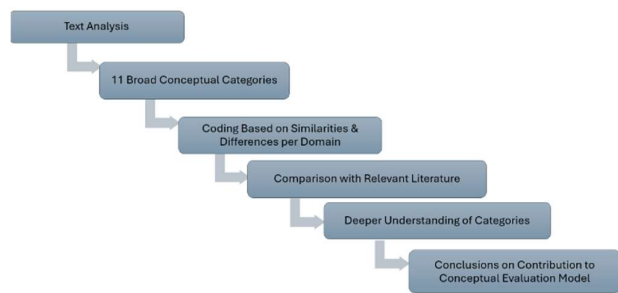 Text Analysis
11 Broad Conceptual Categories
Coding Based on Similarities &
Differences per Domain
Comparison with Relevant Literature
Deeper Understanding of Categories
Conclusions on Contribution to
Conceptual Evaluation Model